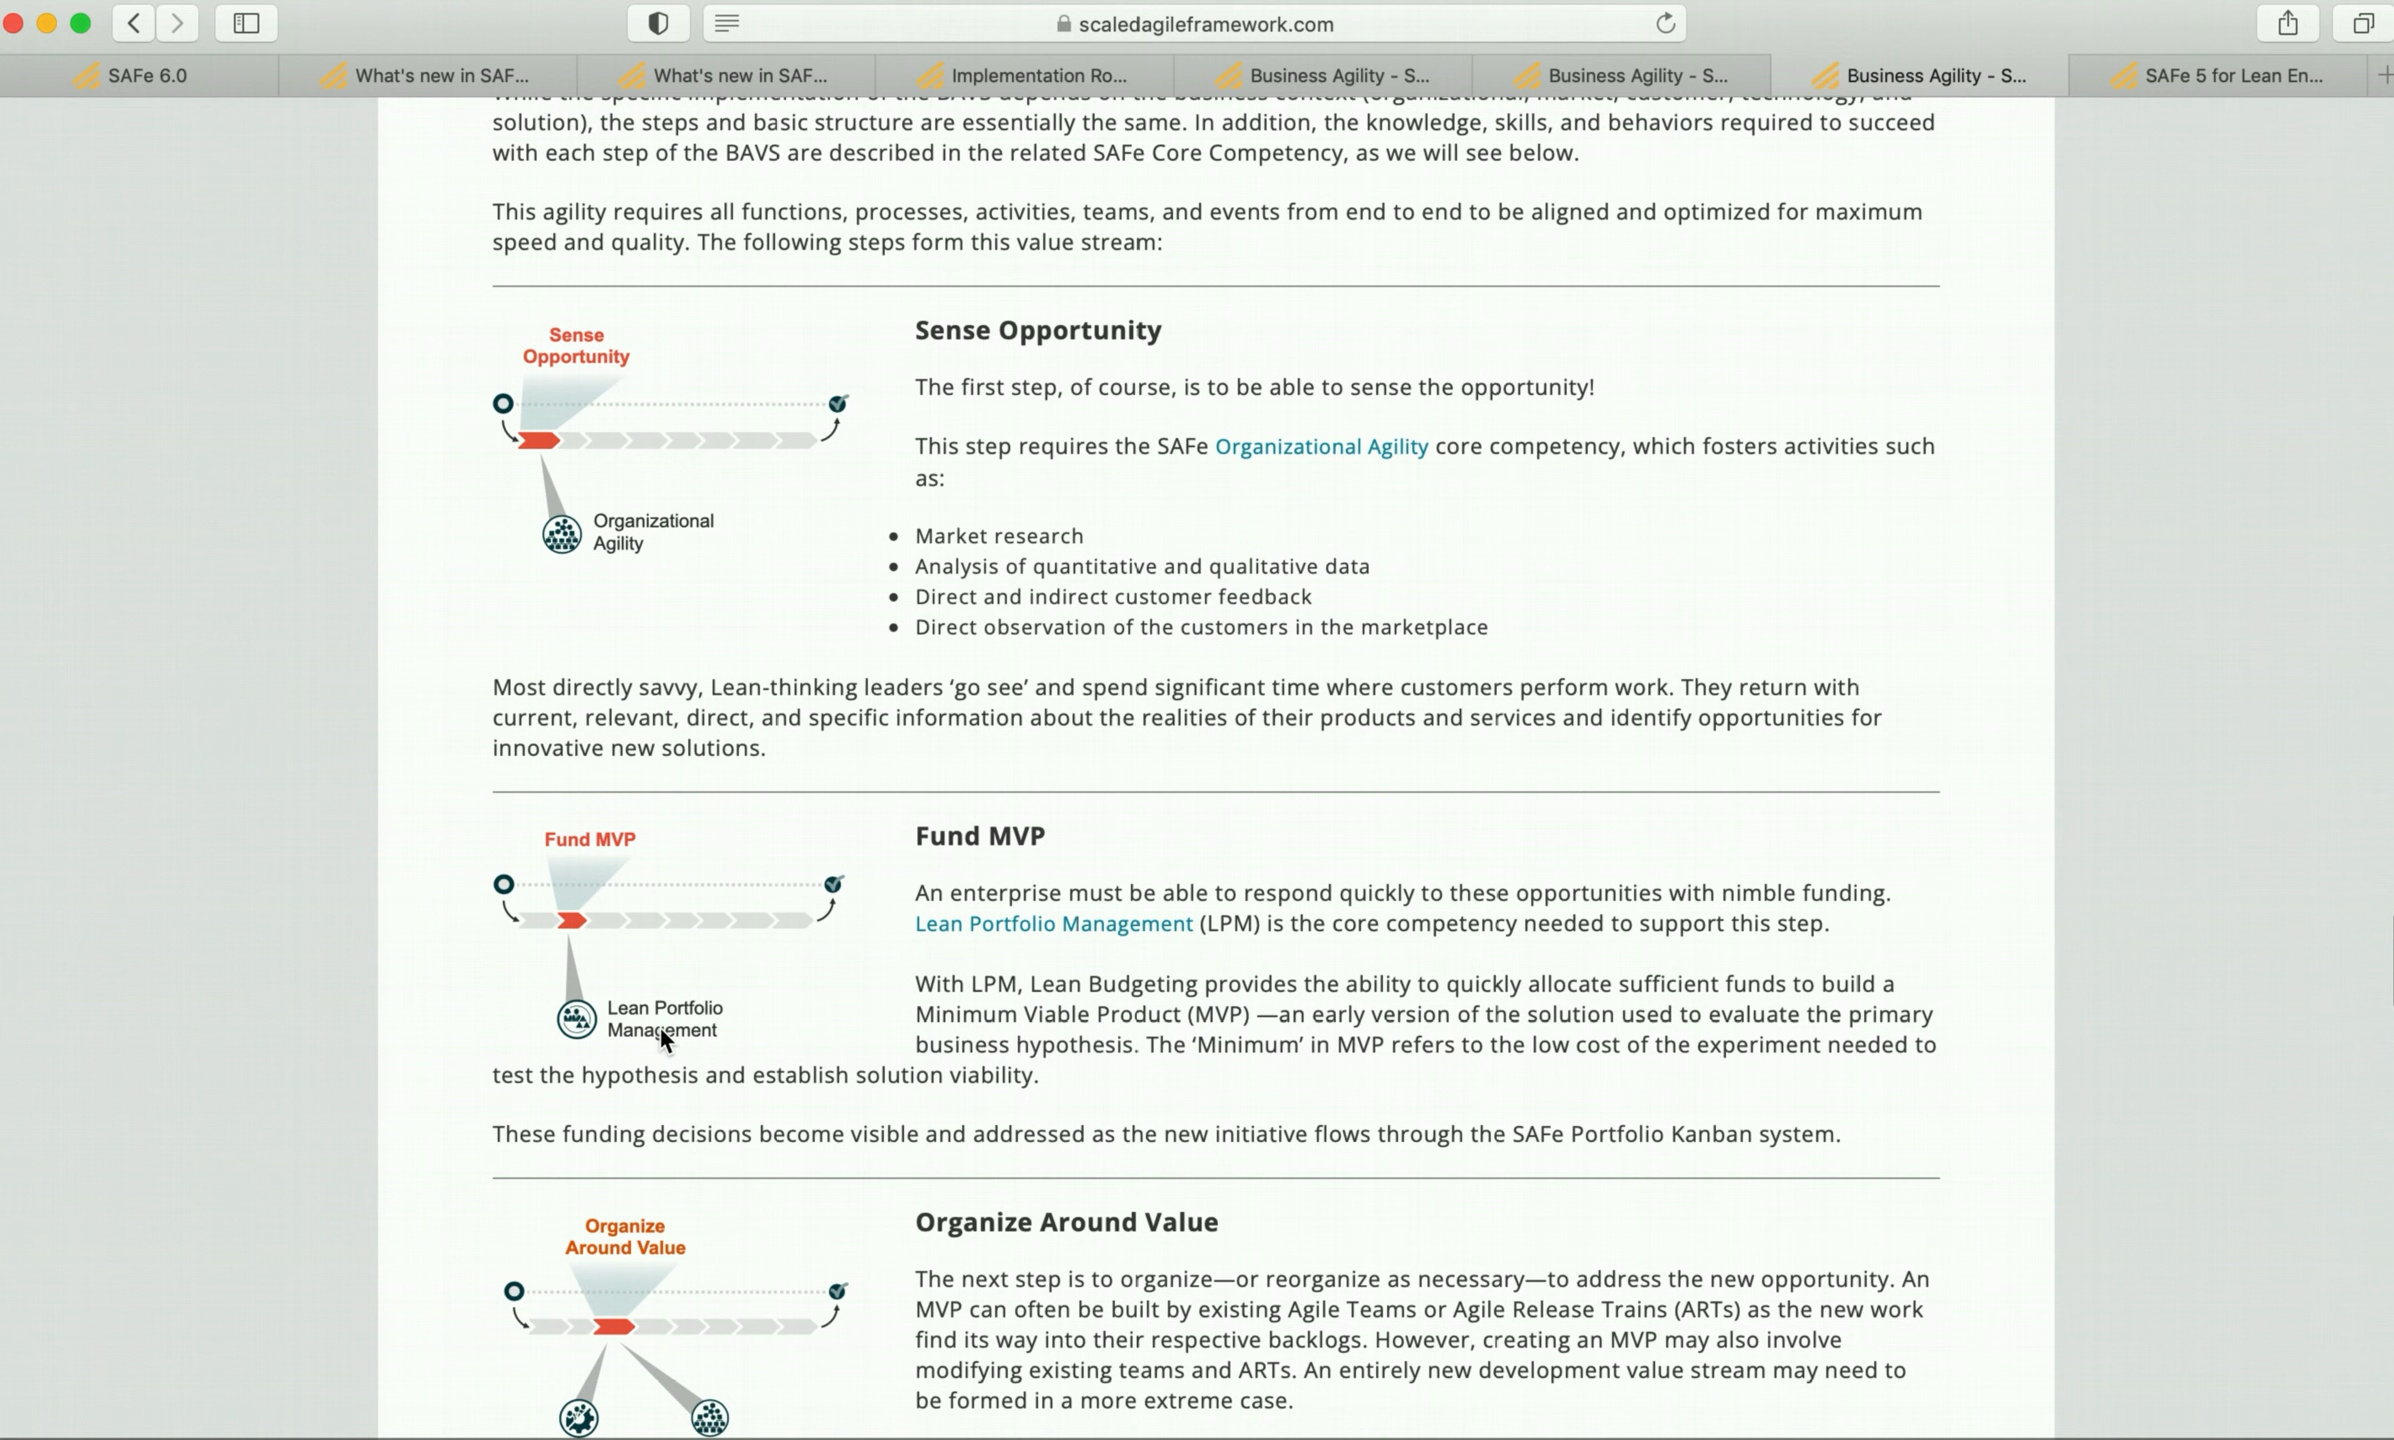 scaledagileframework.com
SAFe 6.0
What's new in SAF...
What's new in SAF...
Implementation Ro...
Business Agility - S...
Business Agility - S...
Business Agility - S...
SAFe 5 for Lean En...
While the specific implementation of the BAVS depends on the business context (organizational, market, customer, technology, and
solution), the steps and basic structure are essentially the same. In addition, the knowledge, skills, and behaviors required to succeed
with each step of the BAVS are described in the related SAFe Core Competency, as we will see below.
This agility requires all functions, processes, activities, teams, and events from end to end to be aligned and optimized for maximum
speed and quality. The following steps form this value stream:
Sense
Opportunity
Organizational
Agility
Sense Opportunity
The first step, of course, is to be able to sense the opportunity!
This step requires the SAFe Organizational Agility core competency, which fosters activities such
as:
• Market research
• Analysis of quantitative and qualitative data
• Direct and indirect customer feedback
• Direct observation of the customers in the marketplace
Most directly savvy, Lean-thinking leaders ‘go see’ and spend significant time where customers perform work. They return with
current, relevant, direct, and specific information about the realities of their products and services and identify opportunities for
innovative new solutions.
Fund MVP
Lean Portfolio
Management
Fund MVP
An enterprise must be able to respond quickly to these opportunities with nimble funding.
Lean Portfolio Management (LPM) is the core competency needed to support this step.
With LPM, Lean Budgeting provides the ability to quickly allocate sufficient funds to build a
Minimum Viable Product (MVP) —an early version of the solution used to evaluate the primary
business hypothesis. The ‘Minimum’ in MVP refers to the low cost of the experiment needed to
test the hypothesis and establish solution viability.
These funding decisions become visible and addressed as the new initiative flows through the SAFe Portfolio Kanban system.
Organize
Around Value
Organize Around Value
The next step is to organize—or reorganize as necessary—to address the new opportunity. An
MVP can often be built by existing Agile Teams or Agile Release Trains (ARTs) as the new work
find its way into their respective backlogs. However, creating an MVP may also involve
modifying existing teams and ARTs. An entirely new development value stream may need to
be formed in a more extreme case.